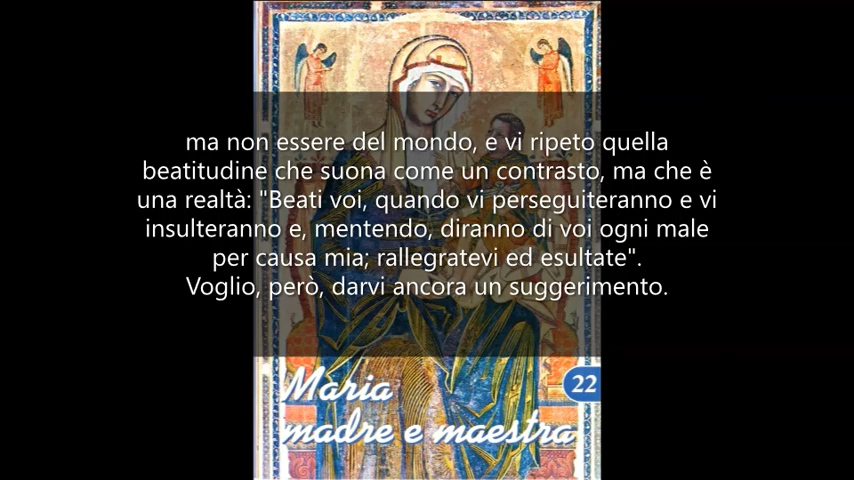 ma non essere del mondo, e vi ripeto quella
beatitudine che suona come un contrasto, ma che è
una realtà: "Beati voi, quando vi perseguiteranno e vi
insulteranno e, mentendo, diranno di voi ogni male
per causa mia; rallegratevi ed esultate".
Voglio, però, darvi ancora un suggerimento.
Maria
22
madre e maestra